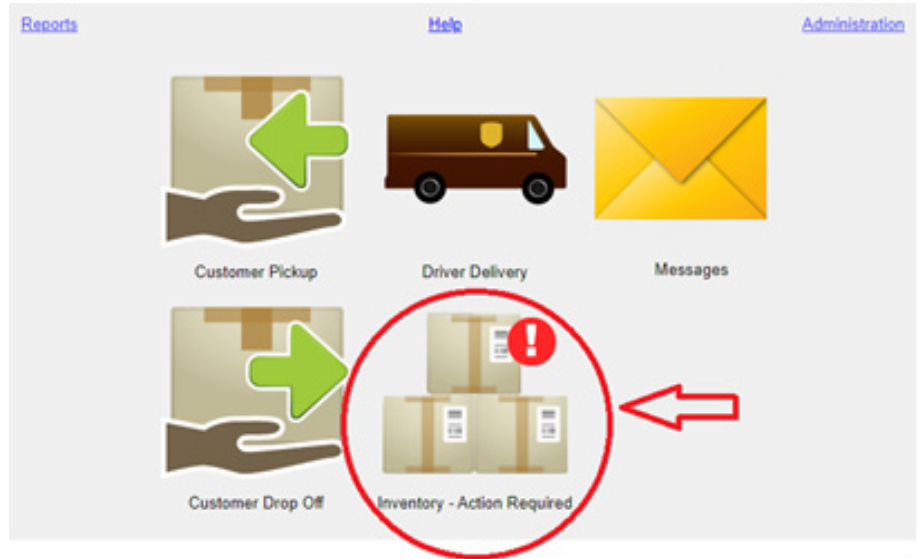 Reports Help Administration
Customer Pickup Driver Delivery Messages
Customer Drop Off Inventory - Action Required